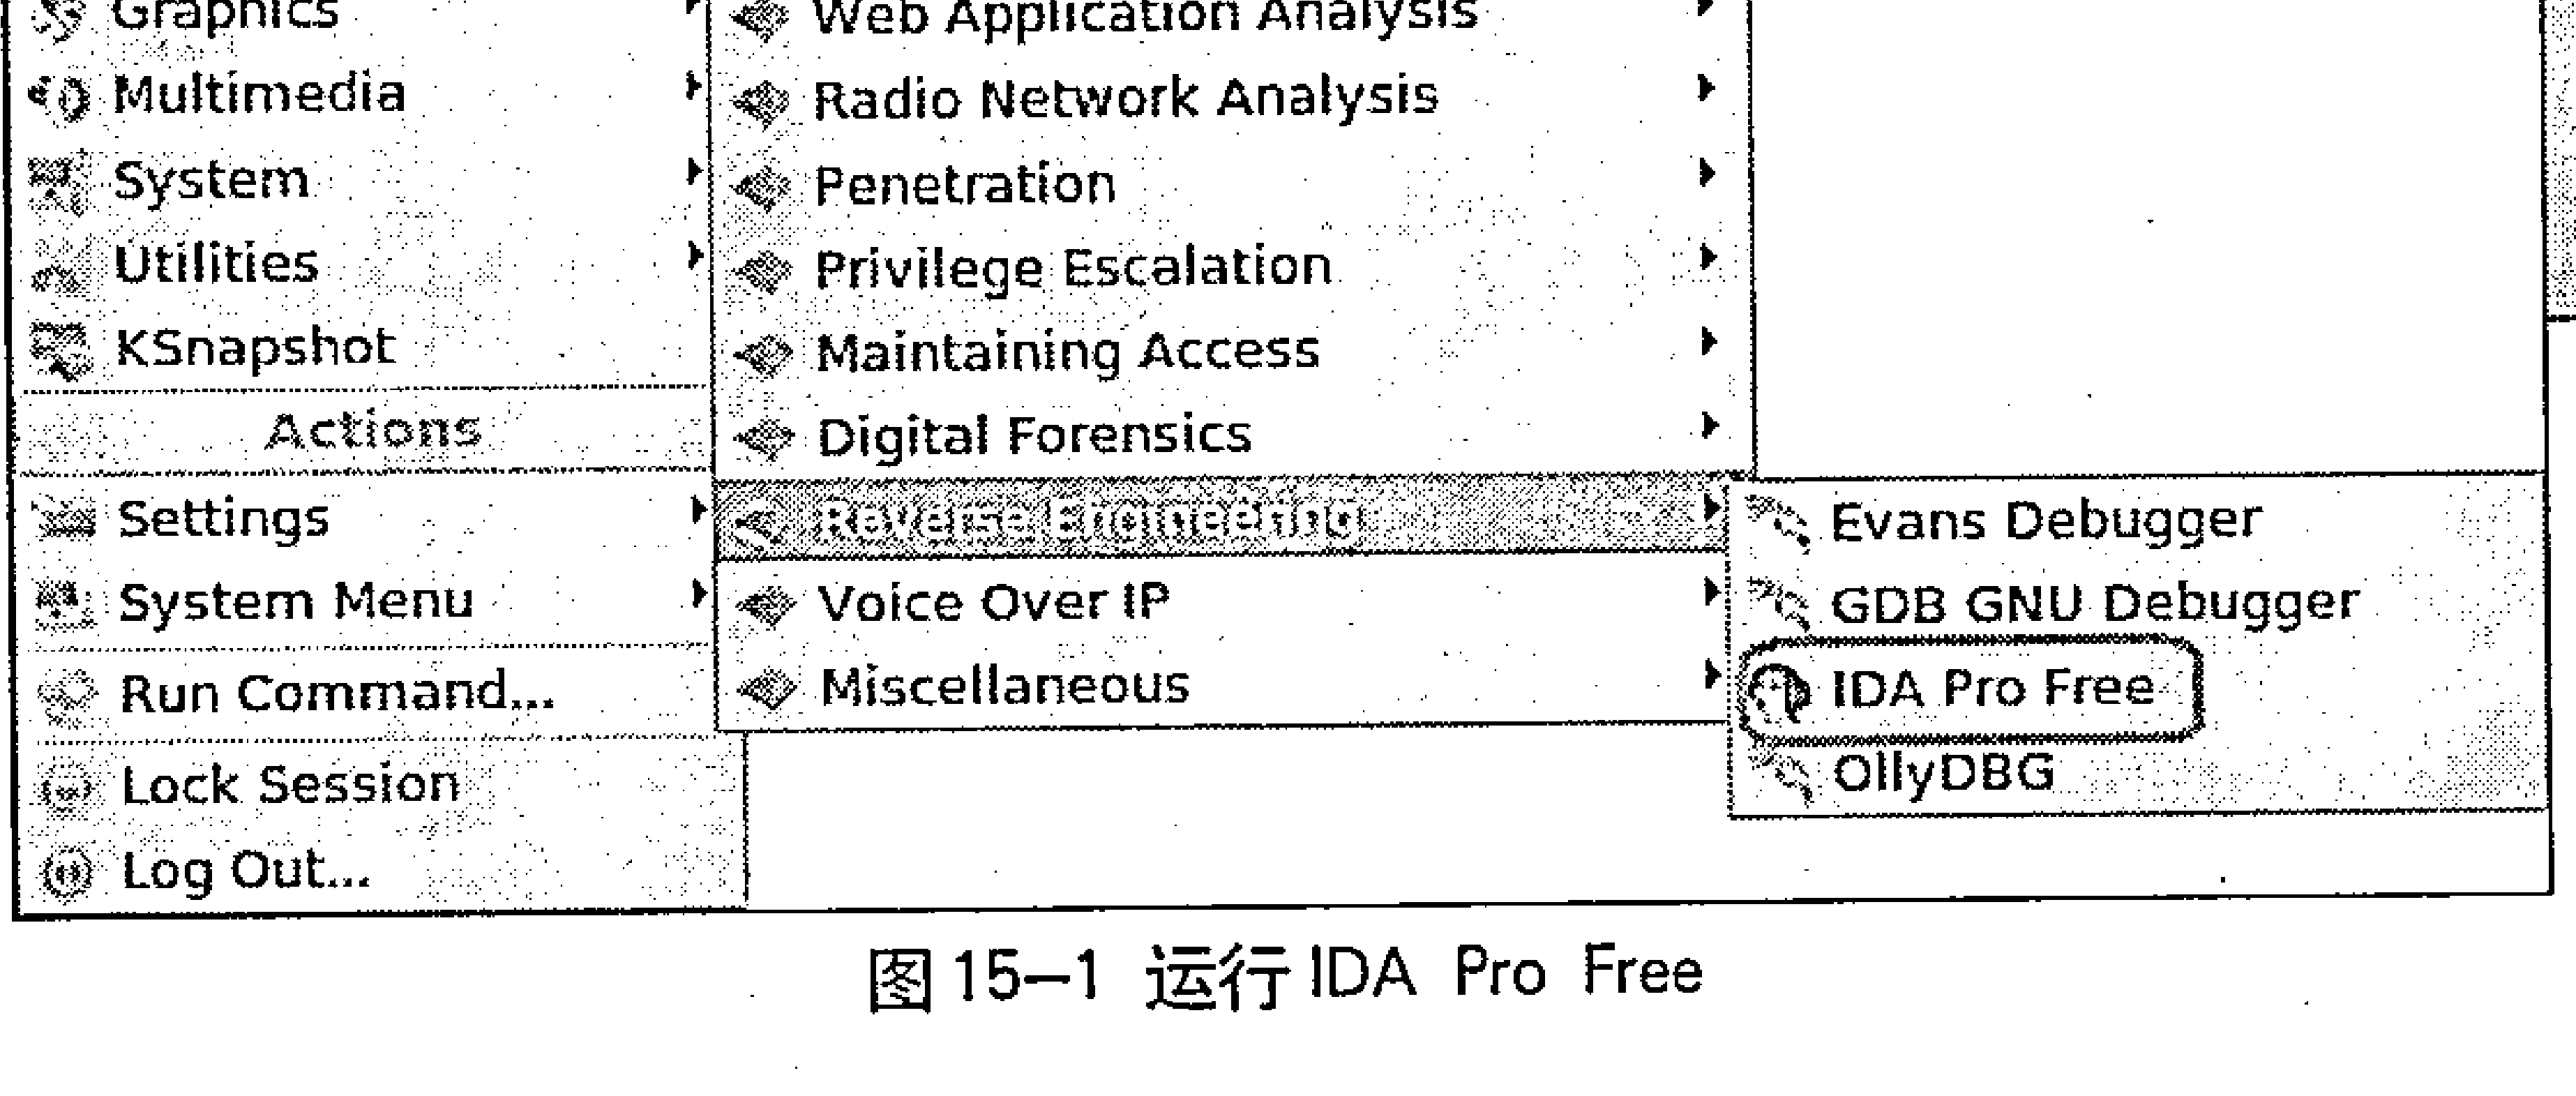 Graphics
Multimedia
System
Utilities
KSnapshot
Actions
Settings
System Menu
Run Command...
Lock Session
Log Out...
Web Application Analysis
Radio Network Analysis
Penetration
Privilege Escalation
Maintaining Access
Digital Forensics
Reverse Engineering
Voice Over IP
Miscellaneous
Evans Debugger
GDB GNU Debugger
IDA Pro Free
OllyDBG
图 15-1 运行 IDA Pro Free